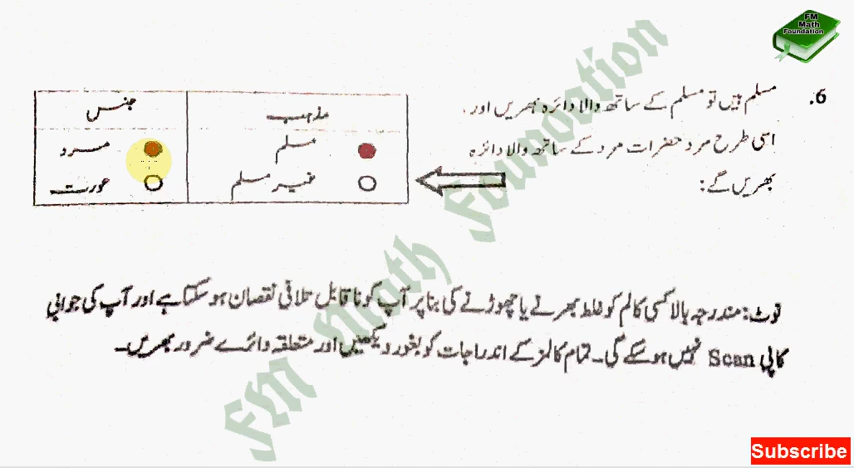 FM
Math
Foundation
6. مسلم ہیں تو مسلم کے ساتھ والا دائرہ بھریں اور
اسی طرح مرد حضرات مرد کے ساتھ والا دائرہ
بھریں گے:
مذہب جنس
مسلم مرد
غیر مسلم عورت
نوٹ: مندرجہ بالا کسی کالم کو غلط بھرنے یا چھوڑنے کی بنا پر آپ کو ناقابل تلافی نقصان ہو سکتا ہے اور آپ کی جوابی
کاپی Scan نہیں ہو سکے گی۔ تمام کالمز کے اندراجات کو بغور دیکھیں اور متعلقہ دائرے ضرور بھریں۔
FM Math Foundation
Subscribe